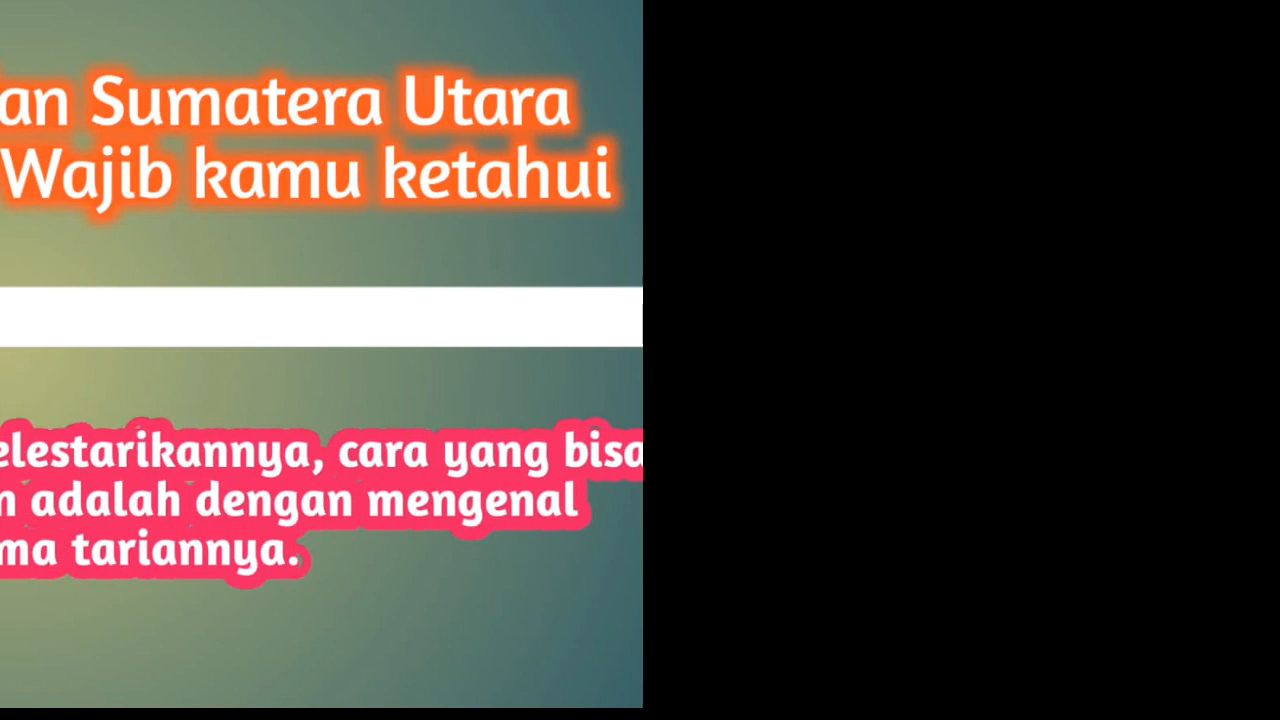 an Sumatera Utara
Wajib kamu ketahui
elestarikannya, cara yang bisa
n adalah dengan mengenal
ma tariannya.